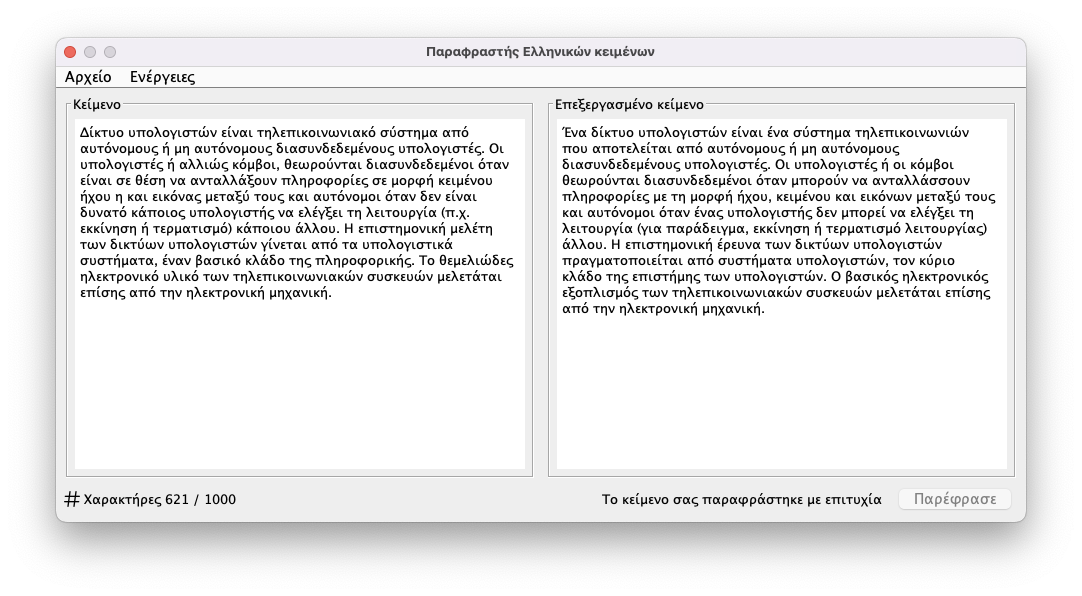 Παραφραστής Ελληνικών κειμένων
Αρχείο Ενέργειες
Κείμενο
Δίκτυο υπολογιστών είναι τηλεπικοινωνιακό σύστημα από
αυτόνομους ή μη αυτόνομους διασυνδεδεμένους υπολογιστές. Οι
υπολογιστές ή αλλιώς κόμβοι, θεωρούνται διασυνδεδεμένοι όταν
είναι σε θέση να ανταλλάξουν πληροφορίες σε μορφή κειμένου
ήχου η και εικόνας μεταξύ τους και αυτόνομοι όταν δεν είναι
δυνατό κάποιος υπολογιστής να ελέγξει τη λειτουργία (π.χ.
εκκίνηση ή τερματισμό) κάποιου άλλου. Η επιστημονική μελέτη
των δικτύων υπολογιστών γίνεται από τα υπολογιστικά
συστήματα, έναν βασικό κλάδο της πληροφορικής. Το θεμελιώδες
ηλεκτρονικό υλικό των τηλεπικοινωνιακών συσκευών μελετάται
επίσης από την ηλεκτρονική μηχανική.
Επεξεργασμένο κείμενο
Ένα δίκτυο υπολογιστών είναι ένα σύστημα τηλεπικοινωνιών
που αποτελείται από αυτόνομους ή μη αυτόνομους
διασυνδεδεμένους υπολογιστές. Οι υπολογιστές ή οι κόμβοι
θεωρούνται διασυνδεδεμένοι όταν μπορούν να ανταλλάσσουν
πληροφορίες με τη μορφή ήχου, κειμένου και εικόνων μεταξύ τους
και αυτόνομοι όταν ένας υπολογιστής δεν μπορεί να ελέγξει τη
λειτουργία (για παράδειγμα, εκκίνηση ή τερματισμό λειτουργίας)
άλλου. Η επιστημονική έρευνα των δικτύων υπολογιστών
πραγματοποιείται από συστήματα υπολογιστών, τον κύριο
κλάδο της επιστήμης των υπολογιστών. Ο βασικός ηλεκτρονικός
εξοπλισμός των τηλεπικοινωνιακών συσκευών μελετάται επίσης
από την ηλεκτρονική μηχανική.
# Χαρακτήρες 621 / 1000
Το κείμενο σας παραφράστηκε με επιτυχία
Παρέφρασε